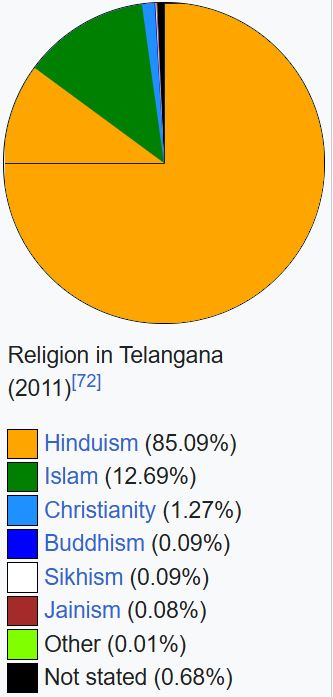 Religion in Telangana
(2011)[72]
Hinduism (85.09%)
Islam (12.69%)
Christianity (1.27%)
Buddhism (0.09%)
Sikhism (0.09%)
Jainism (0.08%)
Other (0.01%)
Not stated (0.68%)